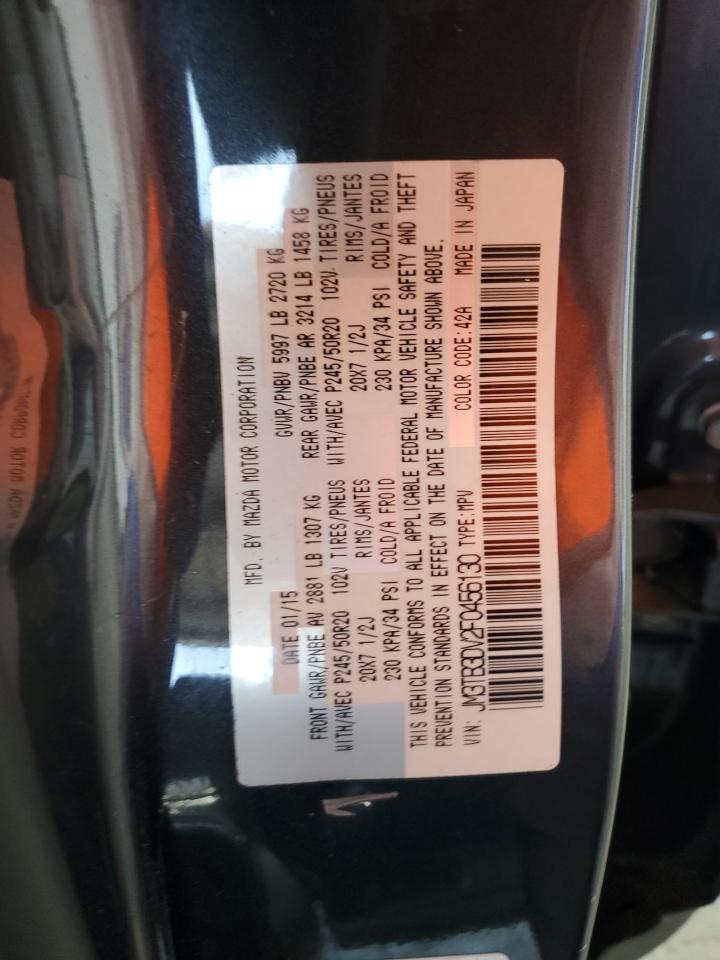 MFD. BY MAZDA MOTOR CORPORATION
DATE 01/15 GVWR/PNBV 5997 LB 2720 KG
FRONT GAWR/PNBE AV 2881 LB 1307 KG REAR GAWR/PNBE AR 3214 LB 1458 KG
WITH/AVEC P245/50R20 102V TIRES/PNEUS WITH/AVEC P245/50R20 102V TIRES/PNEUS
20X7 1/2J RIMS/JANTES 20X7 1/2J RIMS/JANTES
230 KPA/34 PSI COLD/A FROID 230 KPA/34 PSI COLD/A FROID
THIS VEHICLE CONFORMS TO ALL APPLICABLE FEDERAL MOTOR VEHICLE SAFETY AND THEFT
PREVENTION STANDARDS IN EFFECT ON THE DATE OF MANUFACTURE SHOWN ABOVE.
VIN: JM3TB3DV2F0456130 TYPE:MPV COLOR CODE:42A MADE IN JAPAN